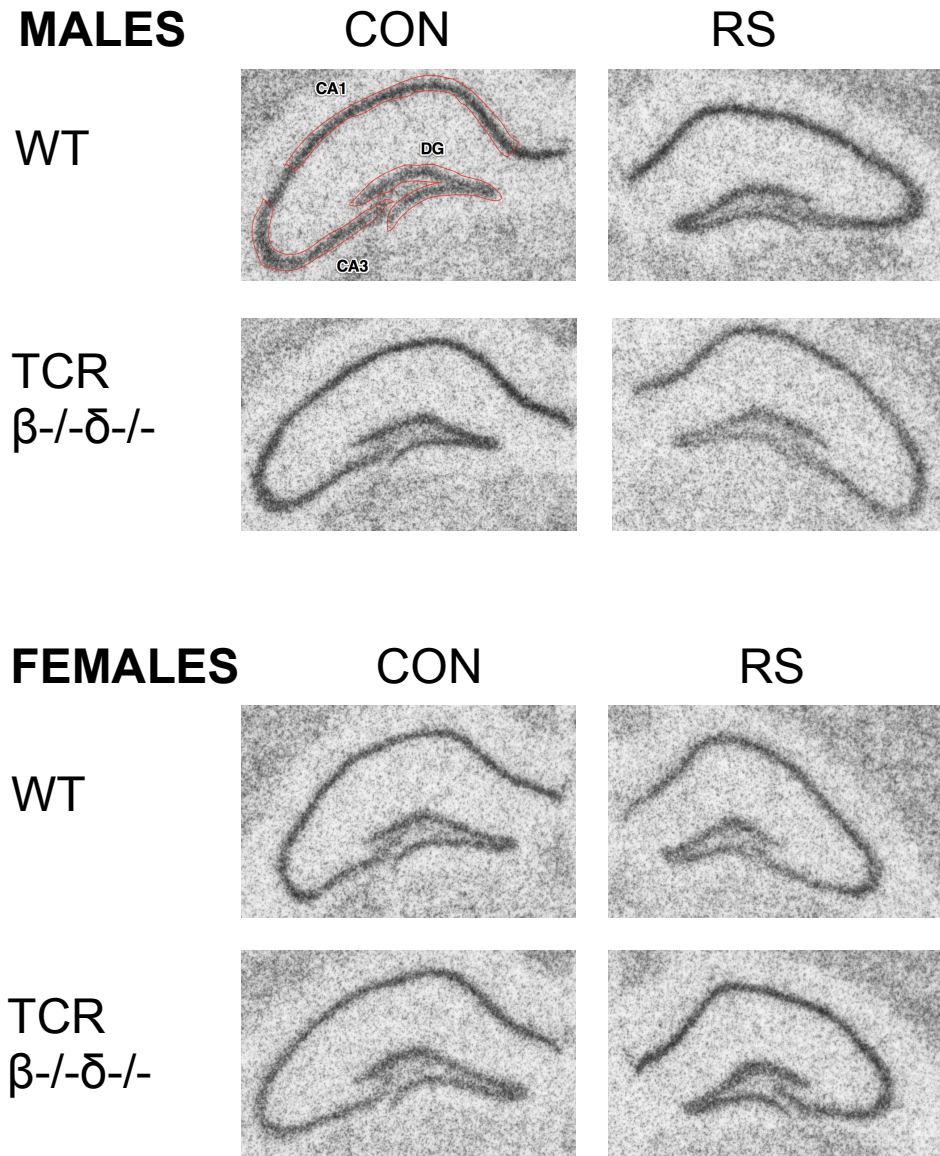 MALES CON RS
WT
CA1
DG
CA3
TCR
β-/-δ-/-
FEMALES CON RS
WT
TCR
β-/-δ-/-